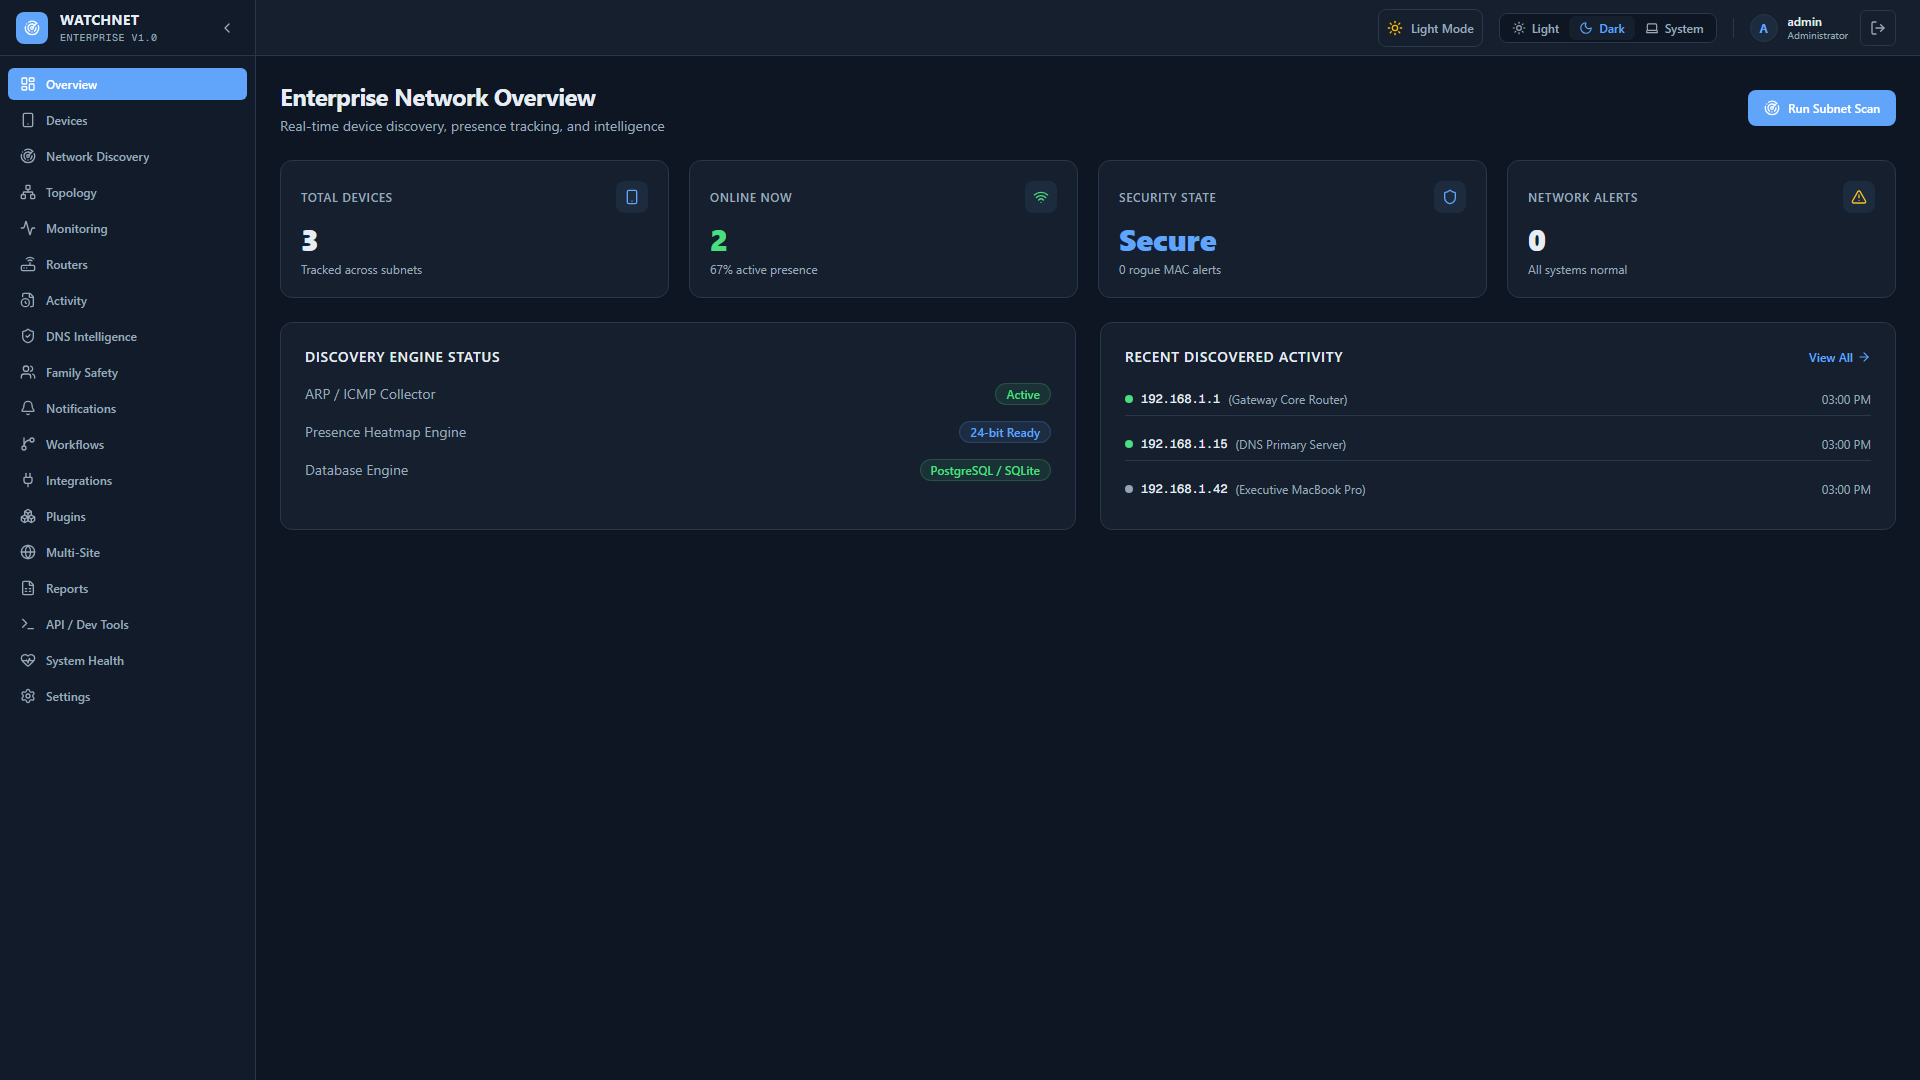 WATCHNET
ENTERPRISE V1.0
Light Mode
Light
Dark
System
A
admin
Administrator
Overview
Devices
Network Discovery
Topology
Monitoring
Routers
Activity
DNS Intelligence
Family Safety
Notifications
Workflows
Integrations
Plugins
Multi-Site
Reports
API / Dev Tools
System Health
Settings
Enterprise Network Overview
Real-time device discovery, presence tracking, and intelligence
Run Subnet Scan
TOTAL DEVICES
3
Tracked across subnets
ONLINE NOW
2
67% active presence
SECURITY STATE
Secure
0 rogue MAC alerts
NETWORK ALERTS
0
All systems normal
DISCOVERY ENGINE STATUS
ARP / ICMP Collector
Active
Presence Heatmap Engine
24-bit Ready
Database Engine
PostgreSQL / SQLite
RECENT DISCOVERED ACTIVITY
View All
192.168.1.1 (Gateway Core Router) 03:00 PM
192.168.1.15 (DNS Primary Server) 03:00 PM
192.168.1.42 (Executive MacBook Pro) 03:00 PM